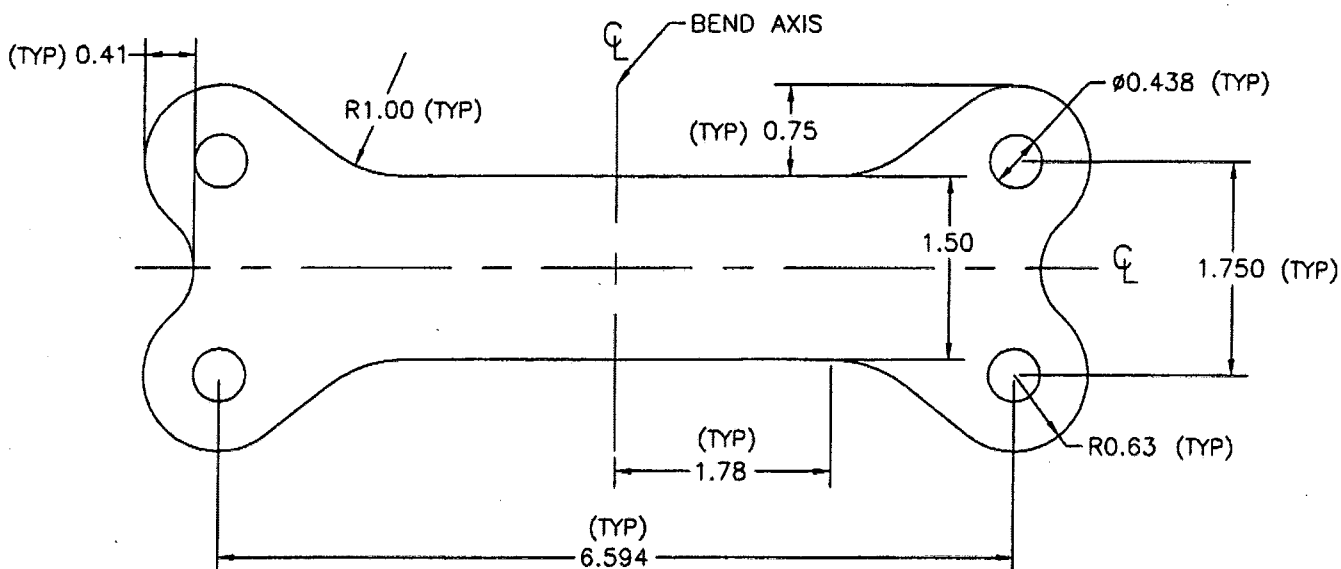 BEND AXIS
℄
(TYP) 0.41
R1.00 (TYP)
(TYP) 0.75
ø0.438 (TYP)
1.50
℄
1.750 (TYP)
(TYP)
1.78
R0.63 (TYP)
(TYP)
6.594